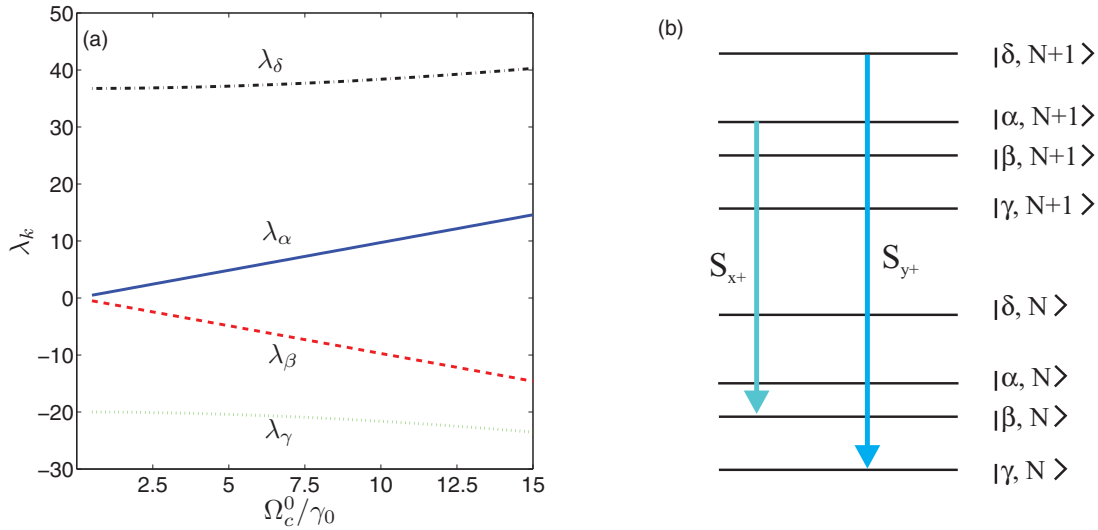 (a)
50
40
30
20
10
0
−10
−20
−30
λ_k
λ_δ
λ_α
λ_β
λ_γ
2.5
5
7.5
10
12.5
15
Ω_c^0/γ_0
(b)
|δ, N+1>
|α, N+1>
|β, N+1>
|γ, N+1>
S_x+
S_y+
|δ, N>
|α, N>
|β, N>
|γ, N>